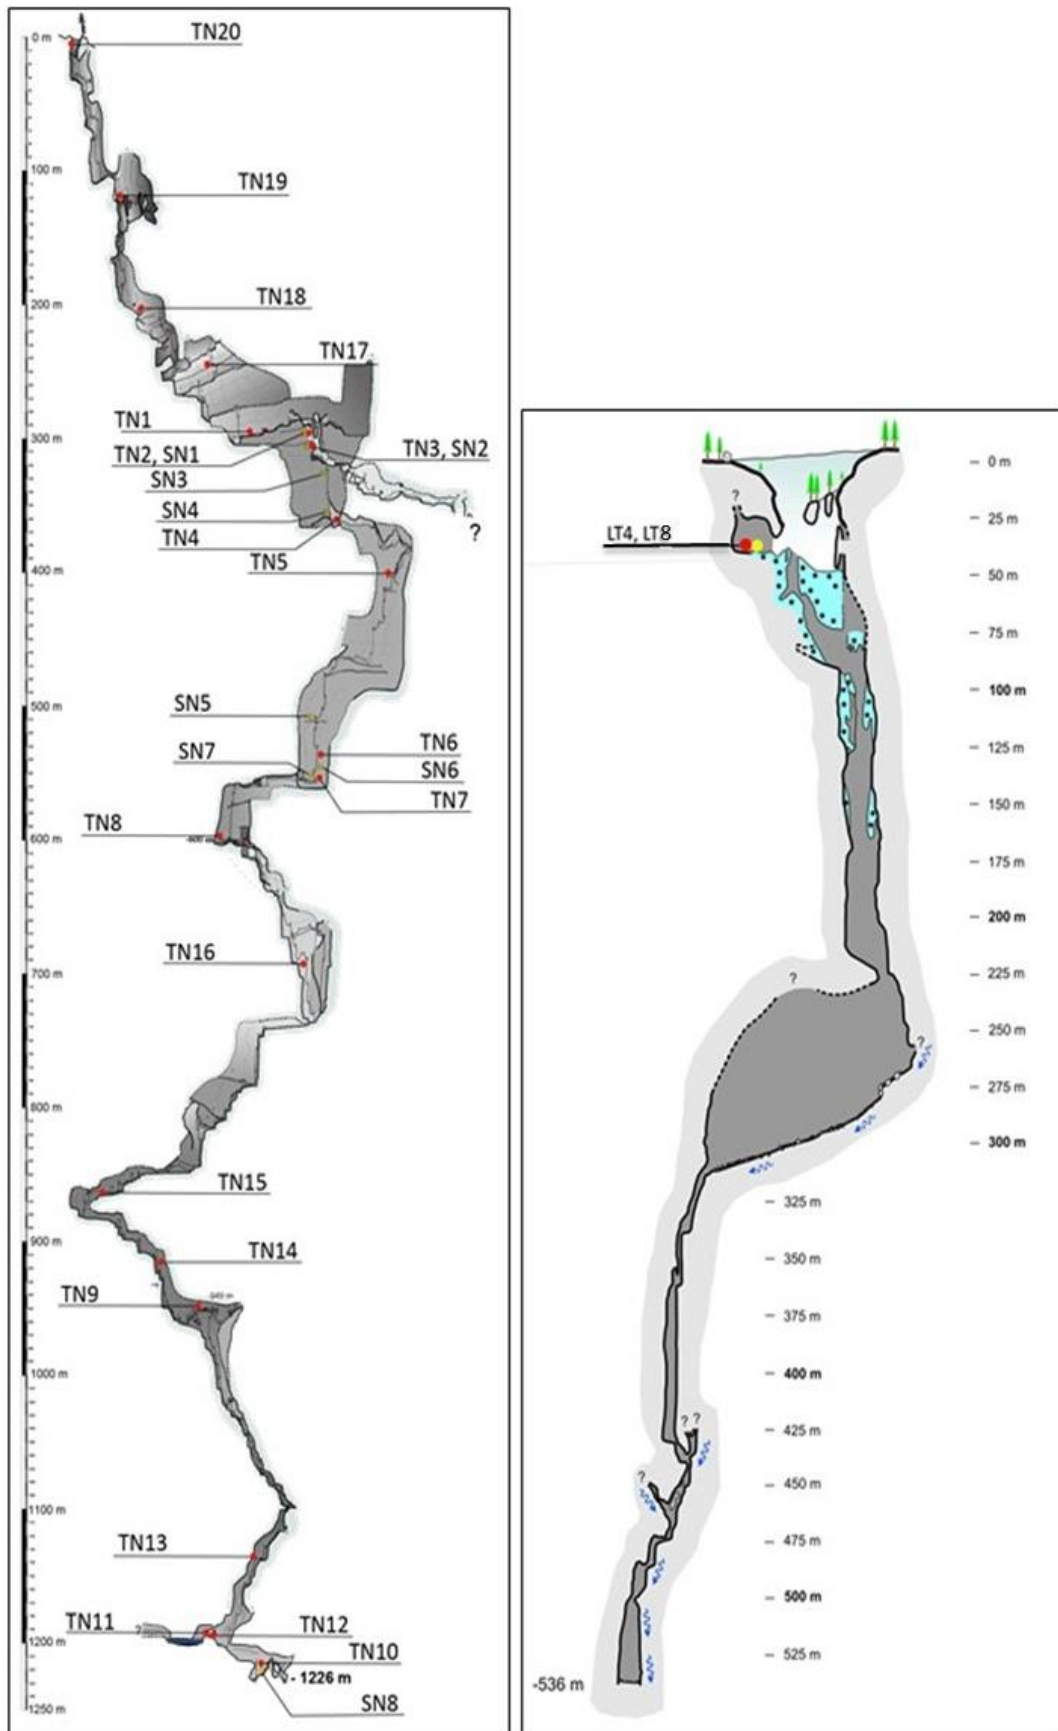 TN20
0 m
100 m
TN19
TN18
200 m
TN17
TN1
300 m
TN2, SN1
TN3, SN2
SN3
SN4
?
TN4
TN5
400 m
SN5
500 m
TN6
SN7
SN6
TN7
TN8
600 m
TN16
700 m
800 m
TN15
900 m
TN14
TN9
1000 m
1100 m
TN13
TN11
TN12
?
1200 m
TN10
- 1226 m
SN8
1250 m
0 m
?
25 m
LT4, LT8
50 m
75 m
100 m
125 m
150 m
175 m
200 m
225 m
?
250 m
?
275 m
300 m
325 m
350 m
375 m
400 m
? ?
425 m
?
450 m
475 m
500 m
525 m
-536 m